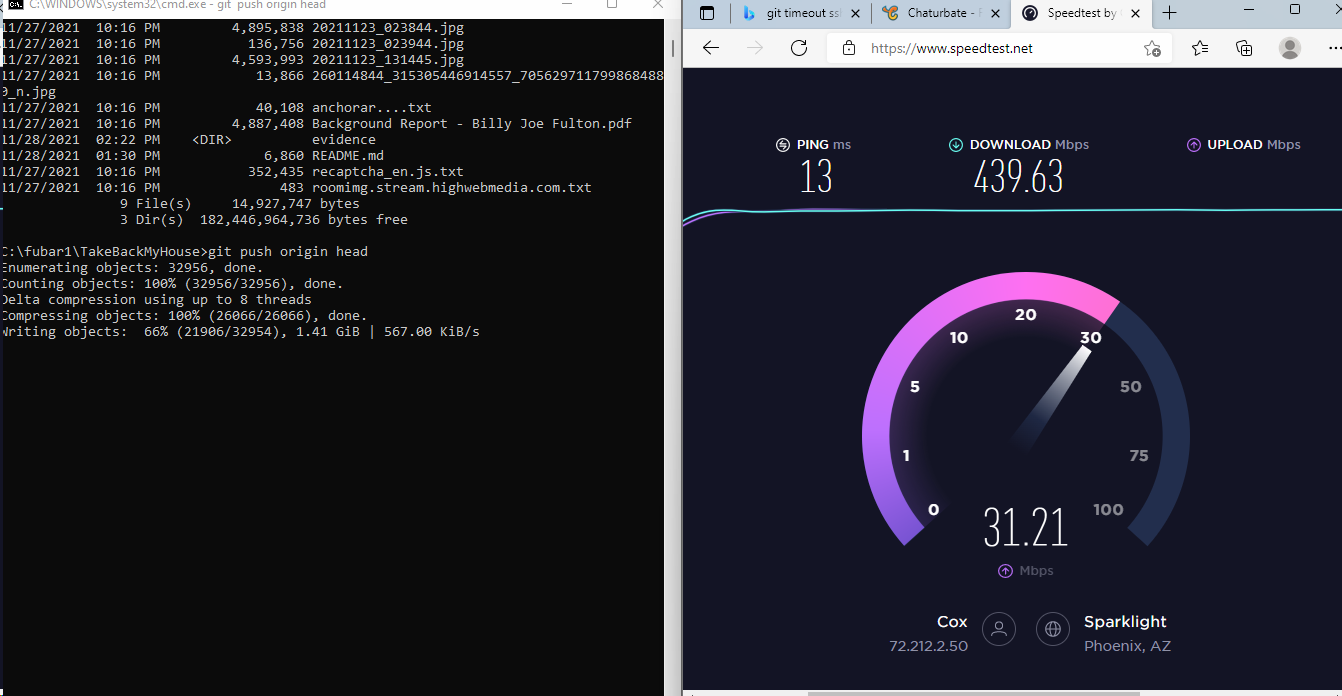 C:\WINDOWS\system32\cmd.exe - git push origin head
11/27/2021 10:16 PM 4,895,838 20211123_023844.jpg
11/27/2021 10:16 PM 136,756 20211123_023944.jpg
11/27/2021 10:16 PM 4,593,993 20211123_131445.jpg
11/27/2021 10:16 PM 13,866 260114844_315305446914557_705629711799868488
0_n.jpg
11/27/2021 10:16 PM 40,108 anchorar....txt
11/27/2021 10:16 PM 4,887,408 Background Report - Billy Joe Fulton.pdf
11/28/2021 02:22 PM <DIR> evidence
11/28/2021 01:30 PM 6,860 README.md
11/27/2021 10:16 PM 352,435 recaptcha_en.js.txt
11/27/2021 10:16 PM 483 roomimg.stream.highwebmedia.com.txt
9 File(s) 14,927,747 bytes
3 Dir(s) 182,446,964,736 bytes free
C:\fubar1\TakeBackMyHouse>git push origin head
Enumerating objects: 32956, done.
Counting objects: 100% (32956/32956), done.
Delta compression using up to 8 threads
Compressing objects: 100% (26066/26066), done.
Writing objects: 66% (21906/32954), 1.41 GiB | 567.00 KiB/s
git timeout ssl
Chaturbate -
Speedtest by
https://www.speedtest.net
PING ms
13
DOWNLOAD Mbps
439.63
UPLOAD Mbps
20
10
30
5
50
1
75
0
100
31.21
Mbps
Cox
72.212.2.50
Sparklight
Phoenix, AZ